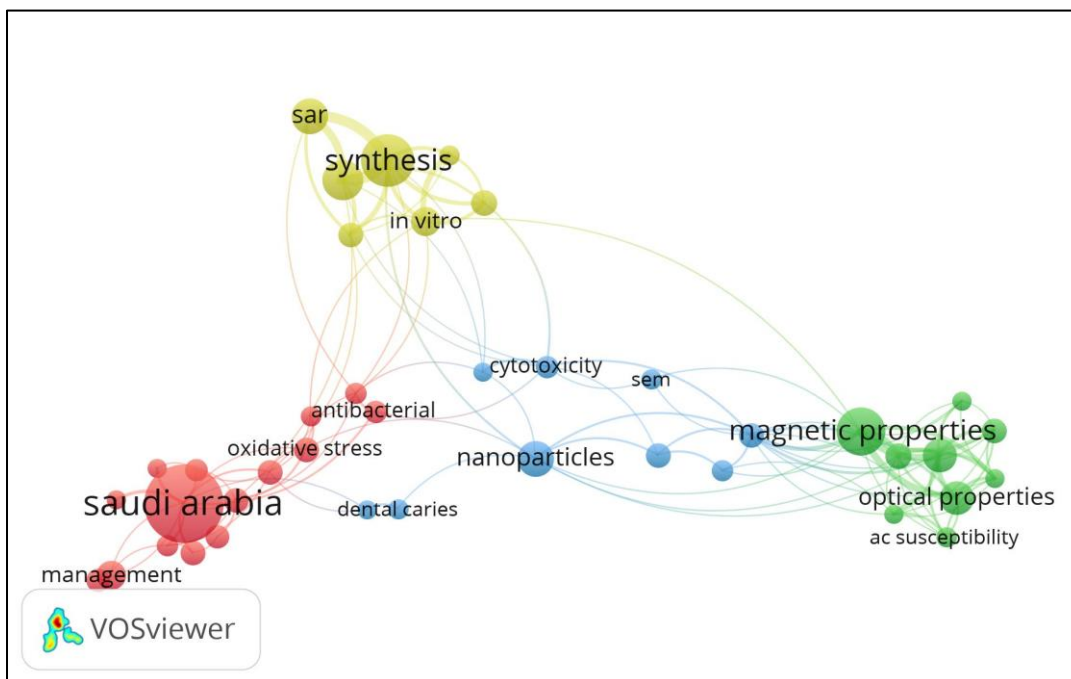 sar
synthesis
in vitro
cytotoxicity
sem
antibacterial
magnetic properties
oxidative stress
nanoparticles
saudi arabia
optical properties
dental caries
ac susceptibility
management
VOSviewer